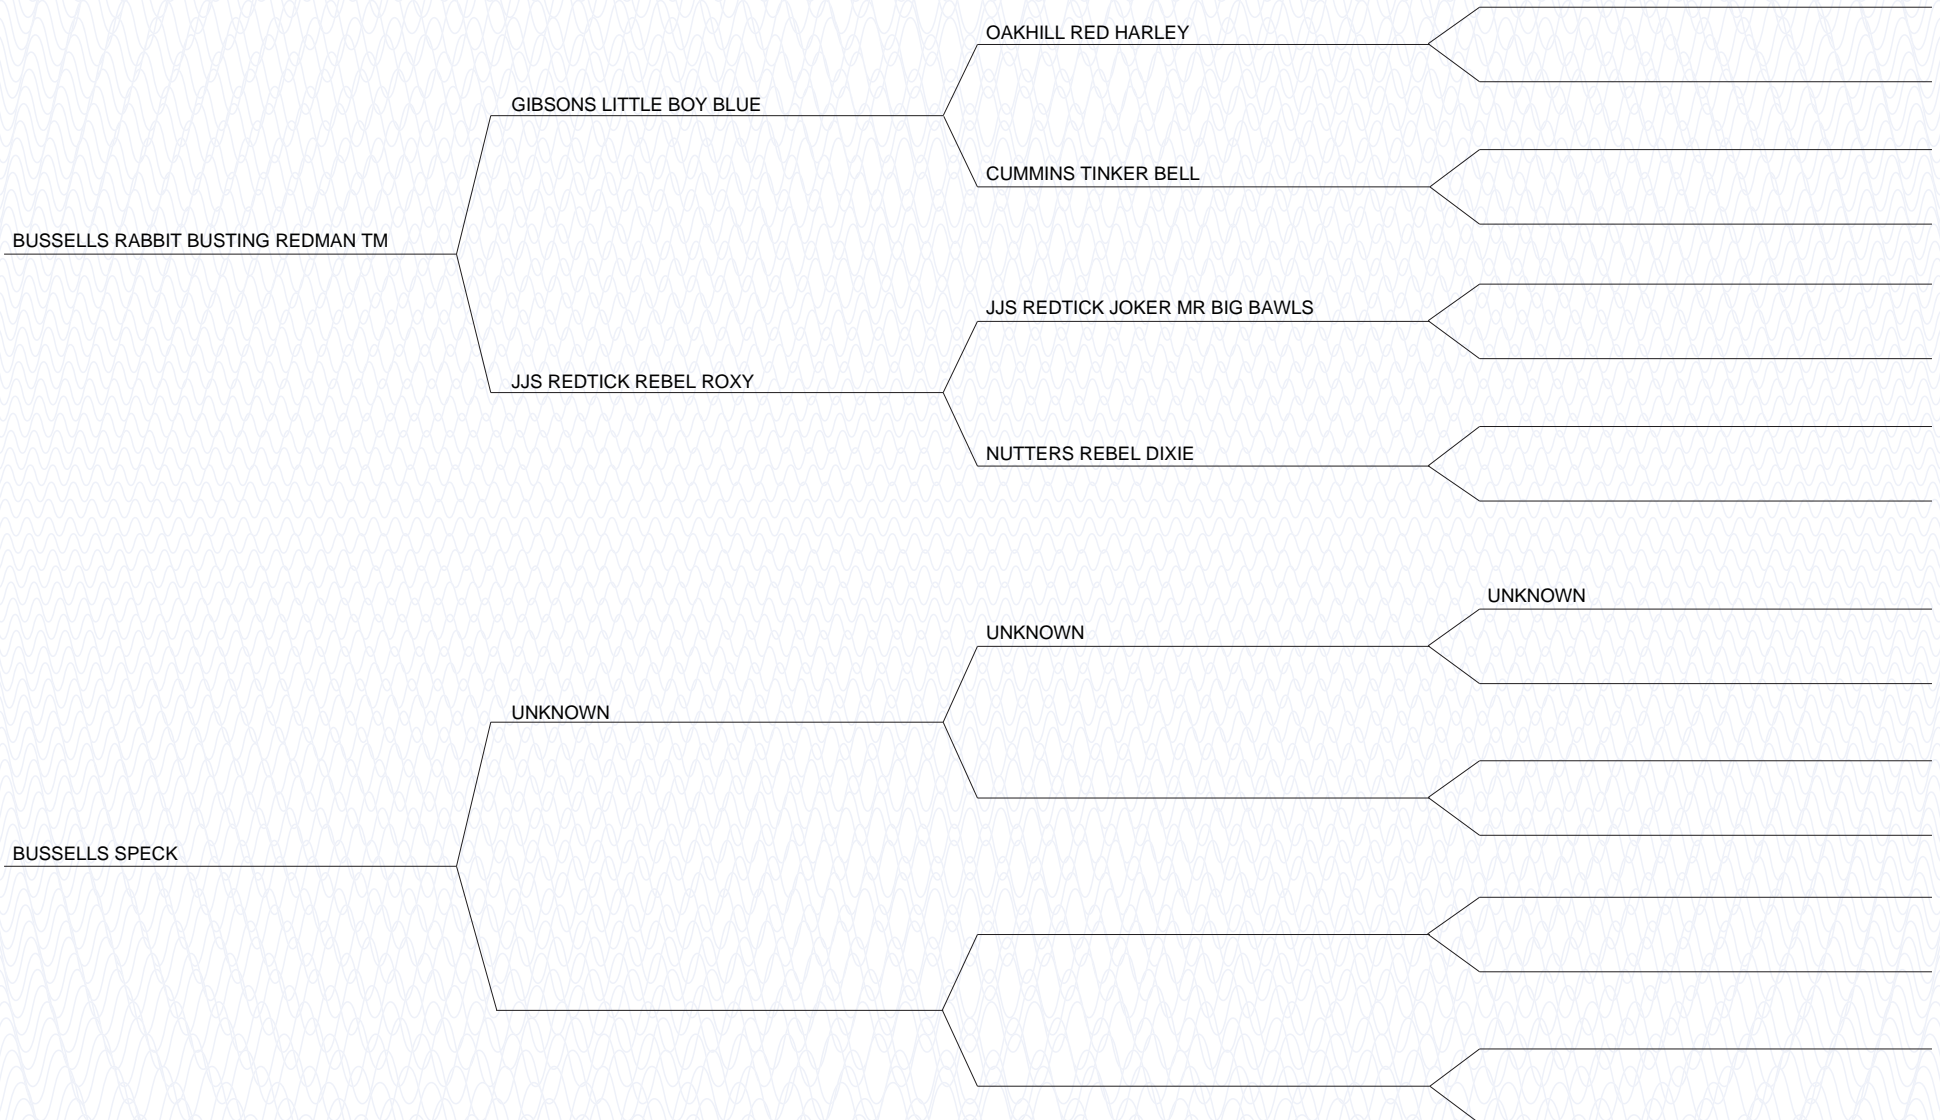 OAKHILL RED HARLEY
GIBSONS LITTLE BOY BLUE
CUMMINS TINKER BELL
BUSSELLS RABBIT BUSTING REDMAN TM
JJS REDTICK JOKER MR BIG BAWLS
JJS REDTICK REBEL ROXY
NUTTERS REBEL DIXIE
UNKNOWN
UNKNOWN
UNKNOWN
BUSSELLS SPECK